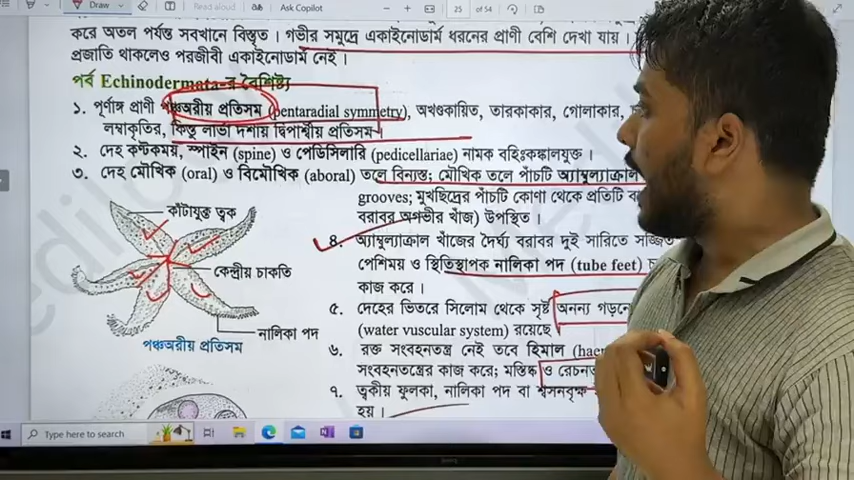 Draw
Ask Copilot
25 of 54
করে অতল পর্যন্ত সবখানে বিস্তৃত। গভীর সমুদ্রে একাইনোডার্ম ধরনের প্রাণী বেশি দেখা যায়।
প্রজাতি থাকলেও পরজীবী একাইনোডার্ম নেই।
পর্ব Echinodermata-র বৈশিষ্ট্য
১. পূর্ণাঙ্গ প্রাণী পঞ্চঅরীয় প্রতিসম (pentaradial symmetry), অখণ্ডকায়িত, তারকাকার, গোলাকার,
লম্বাকৃতির, কিন্তু লার্ভা দশায় দ্বিপার্শ্বীয় প্রতিসম
২. দেহ কণ্টকময়, স্পাইন (spine) ও পেডিসিলারি (pedicellariae) নামক বহিঃকঙ্কালযুক্ত।
৩. দেহ মৌখিক (oral) ও বিমৌখিক (aboral) তলে বিন্যস্ত; মৌখিক তলে পাঁচটি অ্যাম্বুল্যাক্রাল
grooves; মুখছিদ্রের পাঁচটি কোণা থেকে প্রতিটি
বরাবর অগভীর খাঁজ) উপস্থিত।
কাঁটাযুক্ত ত্বক
৪. অ্যাম্বুল্যাক্রাল খাঁজের দৈর্ঘ্য বরাবর দুই সারিতে সজ্জিত
পেশিময় ও স্থিতিস্থাপক নালিকা পদ (tube feet)
কেন্দ্রীয় চাকতি
কাজ করে।
৫. দেহের ভিতরে সিলোম থেকে সৃষ্ট অনন্য গড়নের
নালিকা পদ
(water vuscular system) রয়েছে।
পঞ্চঅরীয় প্রতিসম
৬. রক্ত সংবহনতন্ত্র নেই তবে হিমাল
সংবহনতন্ত্রের কাজ করে; মস্তিষ্ক ও
৭. ত্বকীয় ফুলকা, নালিকা পদ বা শ্বসনবৃক্ষ
হয়।
Type here to search